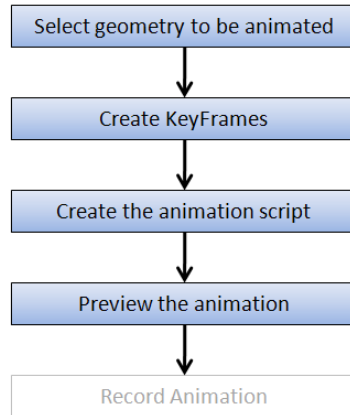 Select geometry to be animated
Create KeyFrames
Create the animation script
Preview the animation
Record Animation